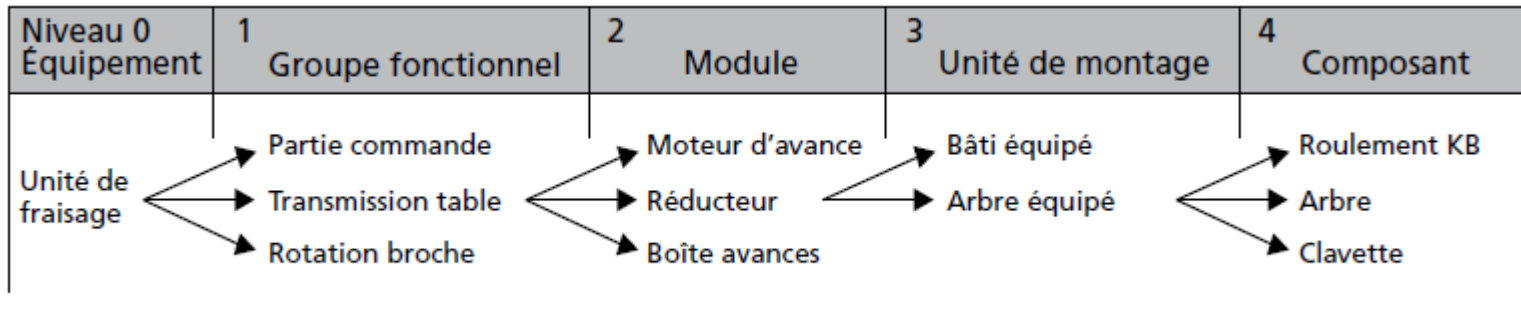 Niveau 0
Équipement
1
Groupe fonctionnel
2
Module
3
Unité de montage
4
Composant
Partie commande
Moteur d’avance
Bâti équipé
Roulement KB
Unité de
fraisage
Transmission table
Réducteur
Arbre équipé
Arbre
Rotation broche
Boîte avances
Clavette